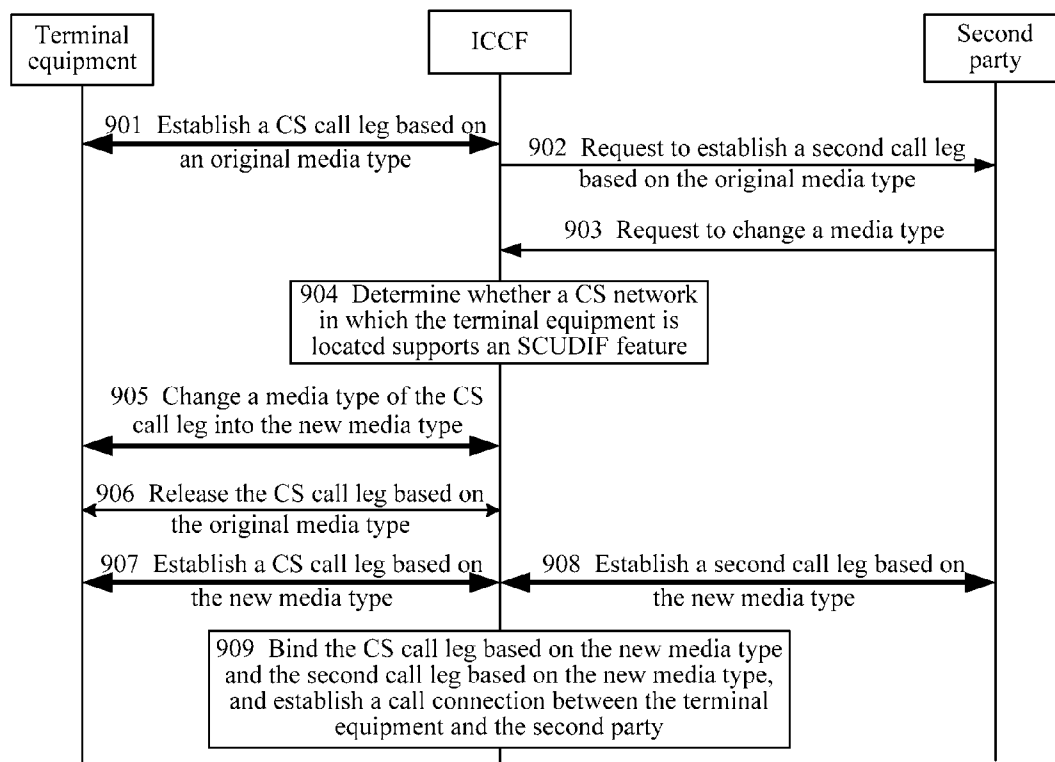 Terminal
equipment
ICCF
Second
party
901 Establish a CS call leg based on
an original media type
902 Request to establish a second call leg
based on the original media type
903 Request to change a media type
904 Determine whether a CS network
in which the terminal equipment is
located supports an SCUDIF feature
905 Change a media type of the CS
call leg into the new media type
906 Release the CS call leg based on
the original media type
907 Establish a CS call leg based on
the new media type
908 Establish a second call leg based on
the new media type
909 Bind the CS call leg based on the new media type
and the second call leg based on the new media type,
and establish a call connection between the terminal
equipment and the second party